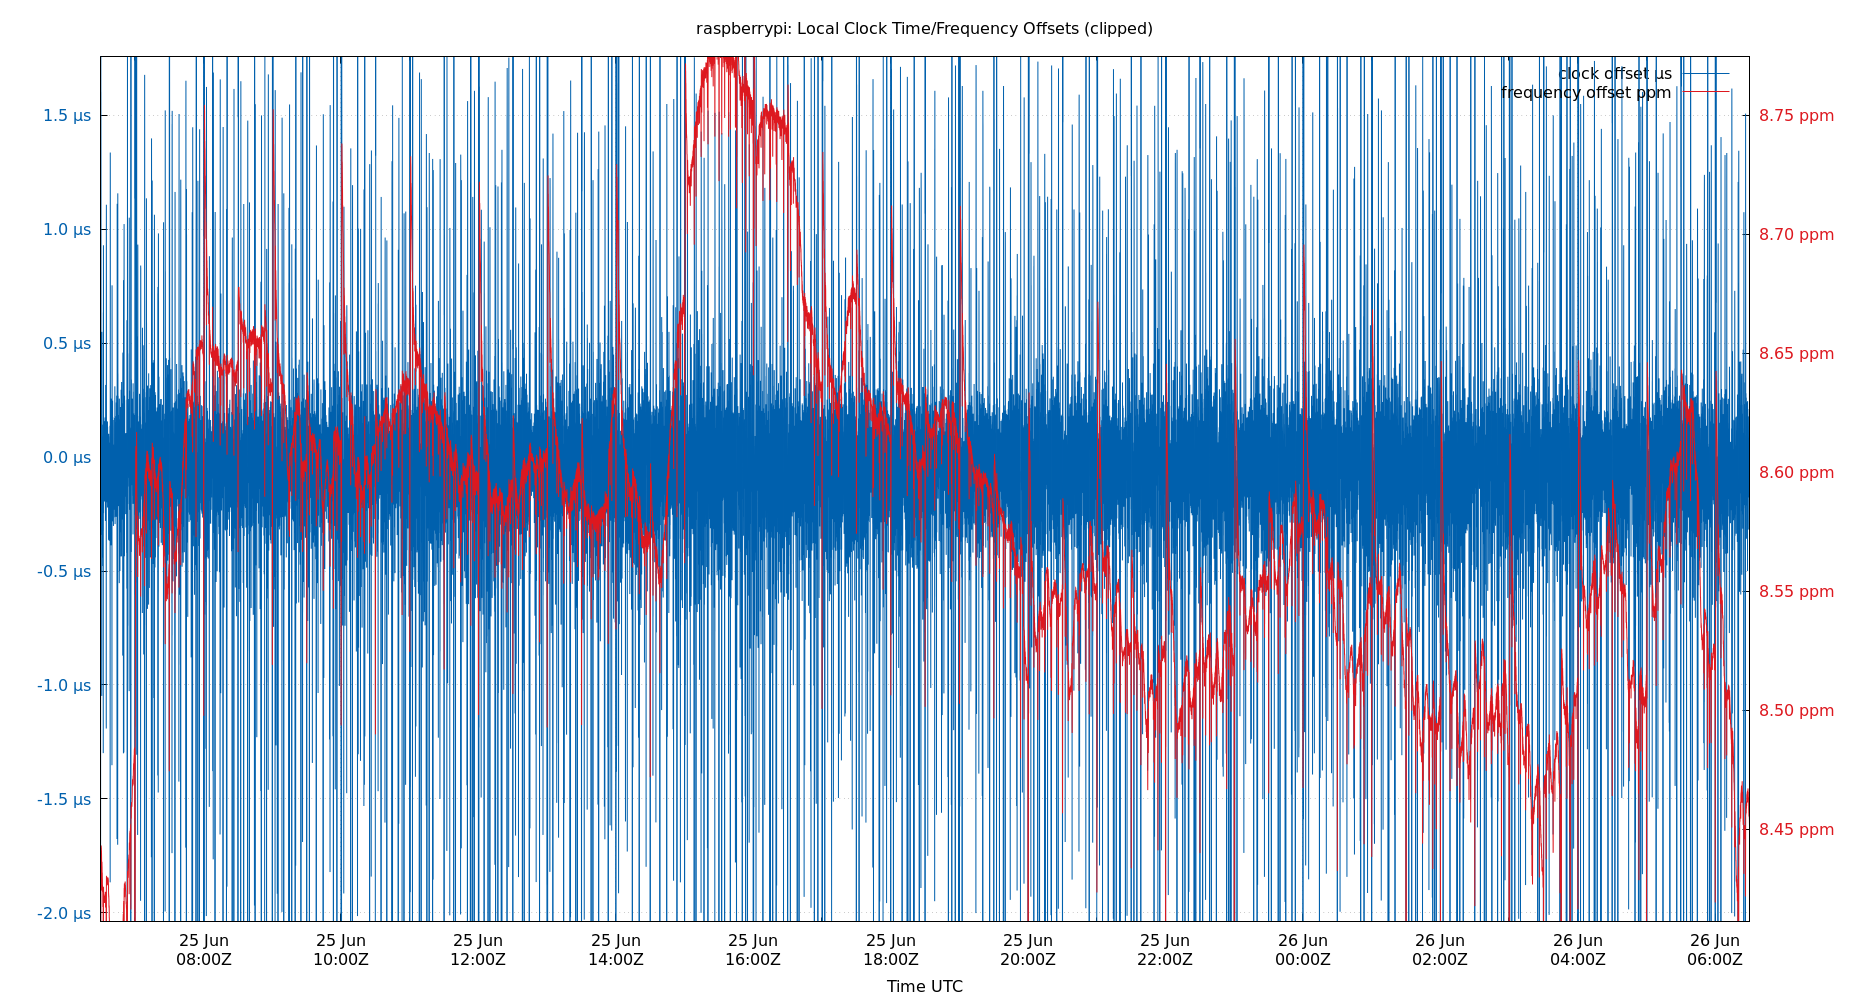 raspberrypi: Local Clock Time/Frequency Offsets (clipped)
clock offset µs
frequency offset ppm
1.5 µs
1.0 µs
0.5 µs
0.0 µs
-0.5 µs
-1.0 µs
-1.5 µs
-2.0 µs
8.75 ppm
8.70 ppm
8.65 ppm
8.60 ppm
8.55 ppm
8.50 ppm
8.45 ppm
25 Jun
08:00Z
25 Jun
10:00Z
25 Jun
12:00Z
25 Jun
14:00Z
25 Jun
16:00Z
25 Jun
18:00Z
25 Jun
20:00Z
25 Jun
22:00Z
26 Jun
00:00Z
26 Jun
02:00Z
26 Jun
04:00Z
26 Jun
06:00Z
Time UTC